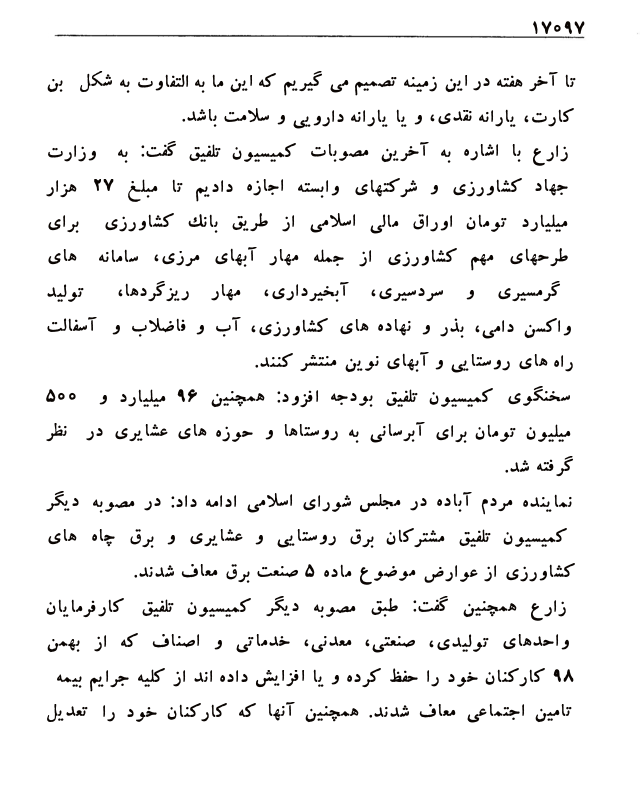 ۱۷۰۹۷
تا آخر هفته در این زمینه تصمیم می گیریم که این ما به التفاوت به شکل بن
کارت، یارانه نقدی، و یا یارانه دارویی و سلامت باشد.
زارع با اشاره به آخرین مصوبات کمیسیون تلفیق گفت: به وزارت
جهاد کشاورزی و شرکتهای وابسته اجازه دادیم تا مبلغ ۲۷ هزار
میلیارد تومان اوراق مالی اسلامی از طریق بانك کشاورزی برای
طرحهای مهم کشاورزی از جمله مهار آبهای مرزی، سامانه های
گرمسیری و سردسیری، آبخیرداری، مهار ریزگردها، تولید
واکسن دامی، بذر و نهاده های کشاورزی، آب و فاضلاب و آسفالت
راه های روستایی و آبهای نوین منتشر کنند.
سخنگوی کمیسیون تلفیق بودجه افزود: همچنین ۹۶ میلیارد و ۵۰۰
میلیون تومان برای آبرسانی به روستاها و حوزه های عشایری در نظر
گرفته شد.
نماینده مردم آباده در مجلس شورای اسلامی ادامه داد: در مصوبه دیگر
کمیسیون تلفیق مشترکان برق روستایی و عشایری و برق چاه های
کشاورزی از عوارض موضوع ماده ۵ صنعت برق معاف شدند.
زارع همچنین گفت: طبق مصوبه دیگر کمیسیون تلفیق کارفرمایان
واحدهای تولیدی، صنعتی، معدنی، خدماتی و اصناف که از بهمن
۹۸ کارکنان خود را حفظ کرده و یا افزایش داده اند از کلیه جرایم بیمه
تامین اجتماعی معاف شدند. همچنین آنها که کارکنان خود را تعدیل